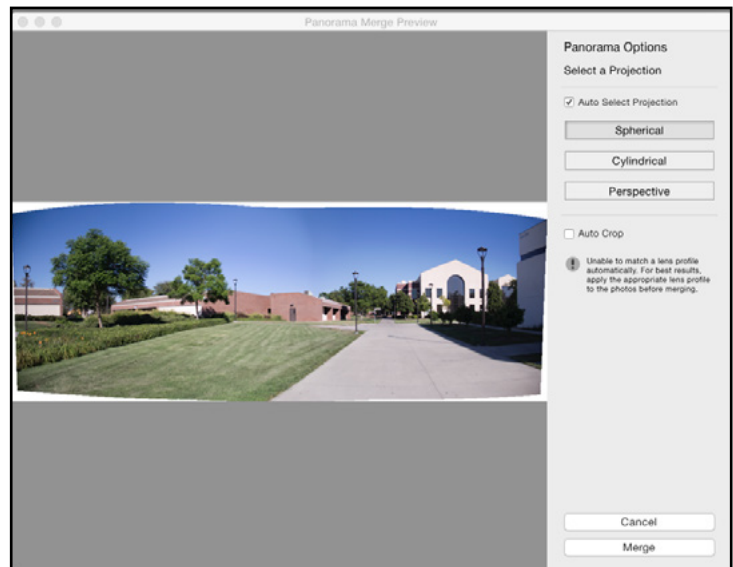 Panorama Merge Preview
Panorama Options
Select a Projection
Auto Select Projection
Spherical
Cylindrical
Perspective
Auto Crop
Unable to match a lens profile
automatically. For best results,
apply the appropriate lens profile
to the photos before merging.
Cancel
Merge